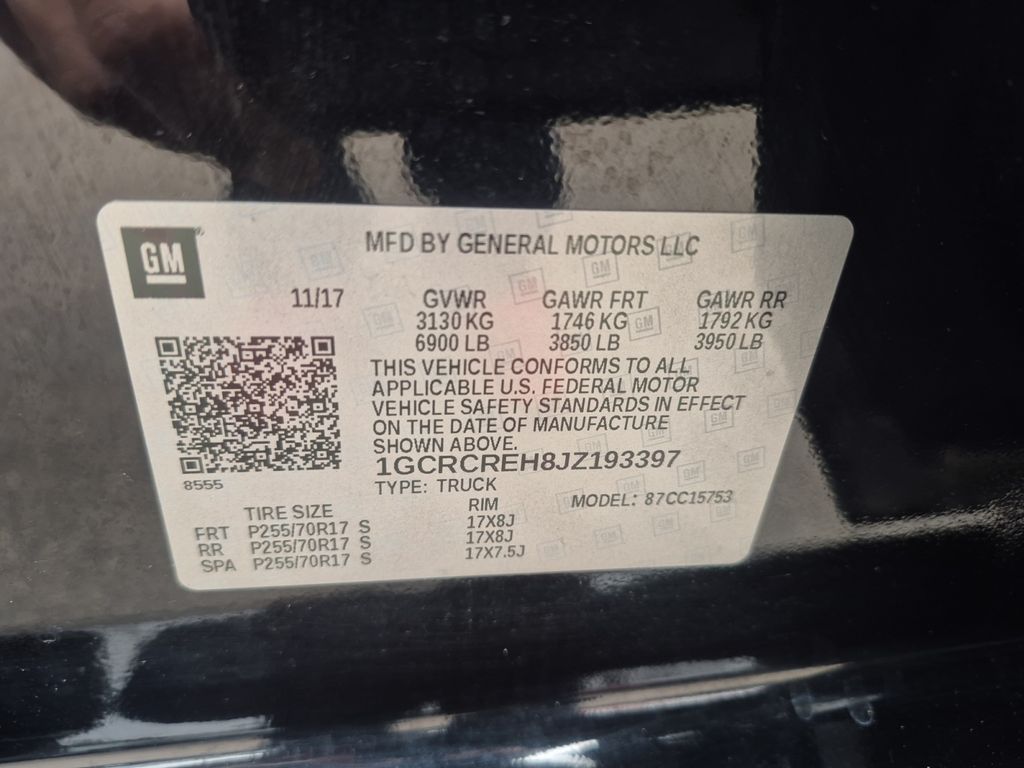 GM
MFD BY GENERAL MOTORS LLC
11/17 GVWR GAWR FRT GAWR RR
3130 KG 1746 KG 1792 KG
6900 LB 3850 LB 3950 LB
THIS VEHICLE CONFORMS TO ALL
APPLICABLE U.S. FEDERAL MOTOR
VEHICLE SAFETY STANDARDS IN EFFECT
ON THE DATE OF MANUFACTURE
SHOWN ABOVE.
1GCRCREH8JZ193397
8555
TYPE: TRUCK
MODEL: 87CC15753
TIRE SIZE RIM
FRT P255/70R17 S 17X8J
RR P255/70R17 S 17X8J
SPA P255/70R17 S 17X7.5J